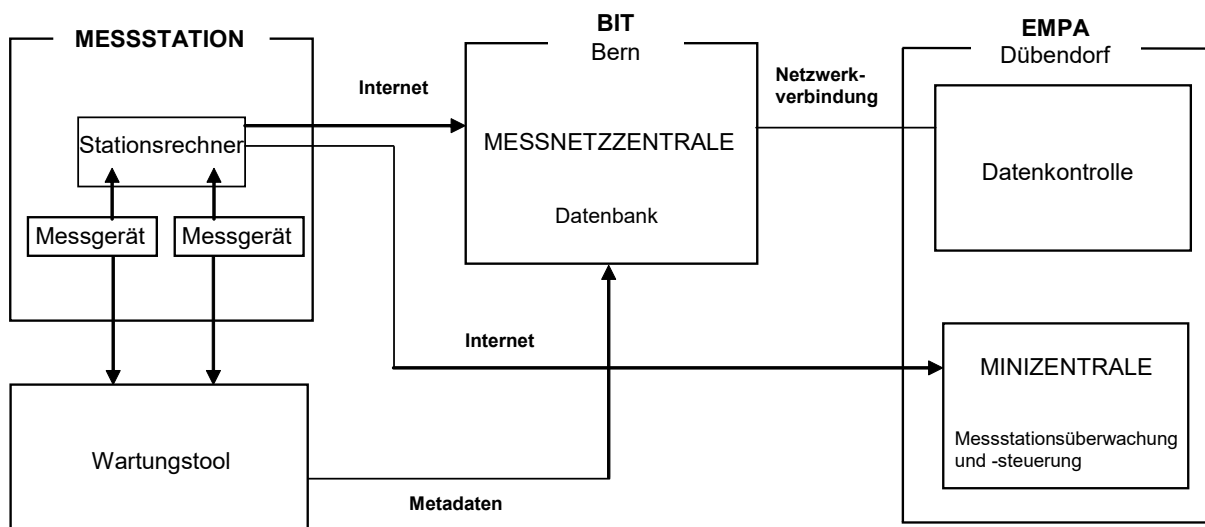 MESSSTATION
Stationsrechner
Messgerät
Messgerät
Wartungstool
Internet
BIT
Bern
MESSNETZZENTRALE
Datenbank
Internet
Metadaten
Netzwerk-
verbindung
EMPA
Dübendorf
Datenkontrolle
MINIZENTRALE
Messstationsüberwachung
und -steuerung